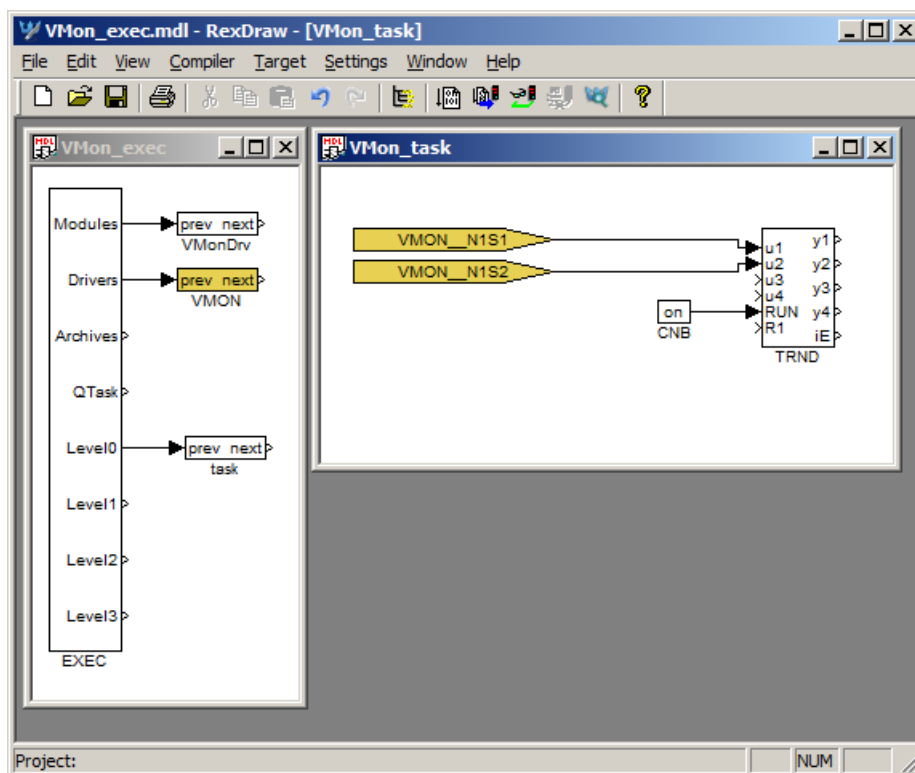 VMon_exec.mdl - RexDraw - [VMon_task]
File Edit View Compiler Target Settings Window Help
VMon_exec
Modules
prev next
VMonDrv
Drivers
prev next
VMON
Archives
QTask
Level0
prev next
task
Level1
Level2
Level3
EXEC
VMon_task
VMON__N1S1
VMON__N1S2
on
CNB
u1 y1
u2 y2
u3
u4 y3
RUN y4
R1 iE
TRND
Project: NUM